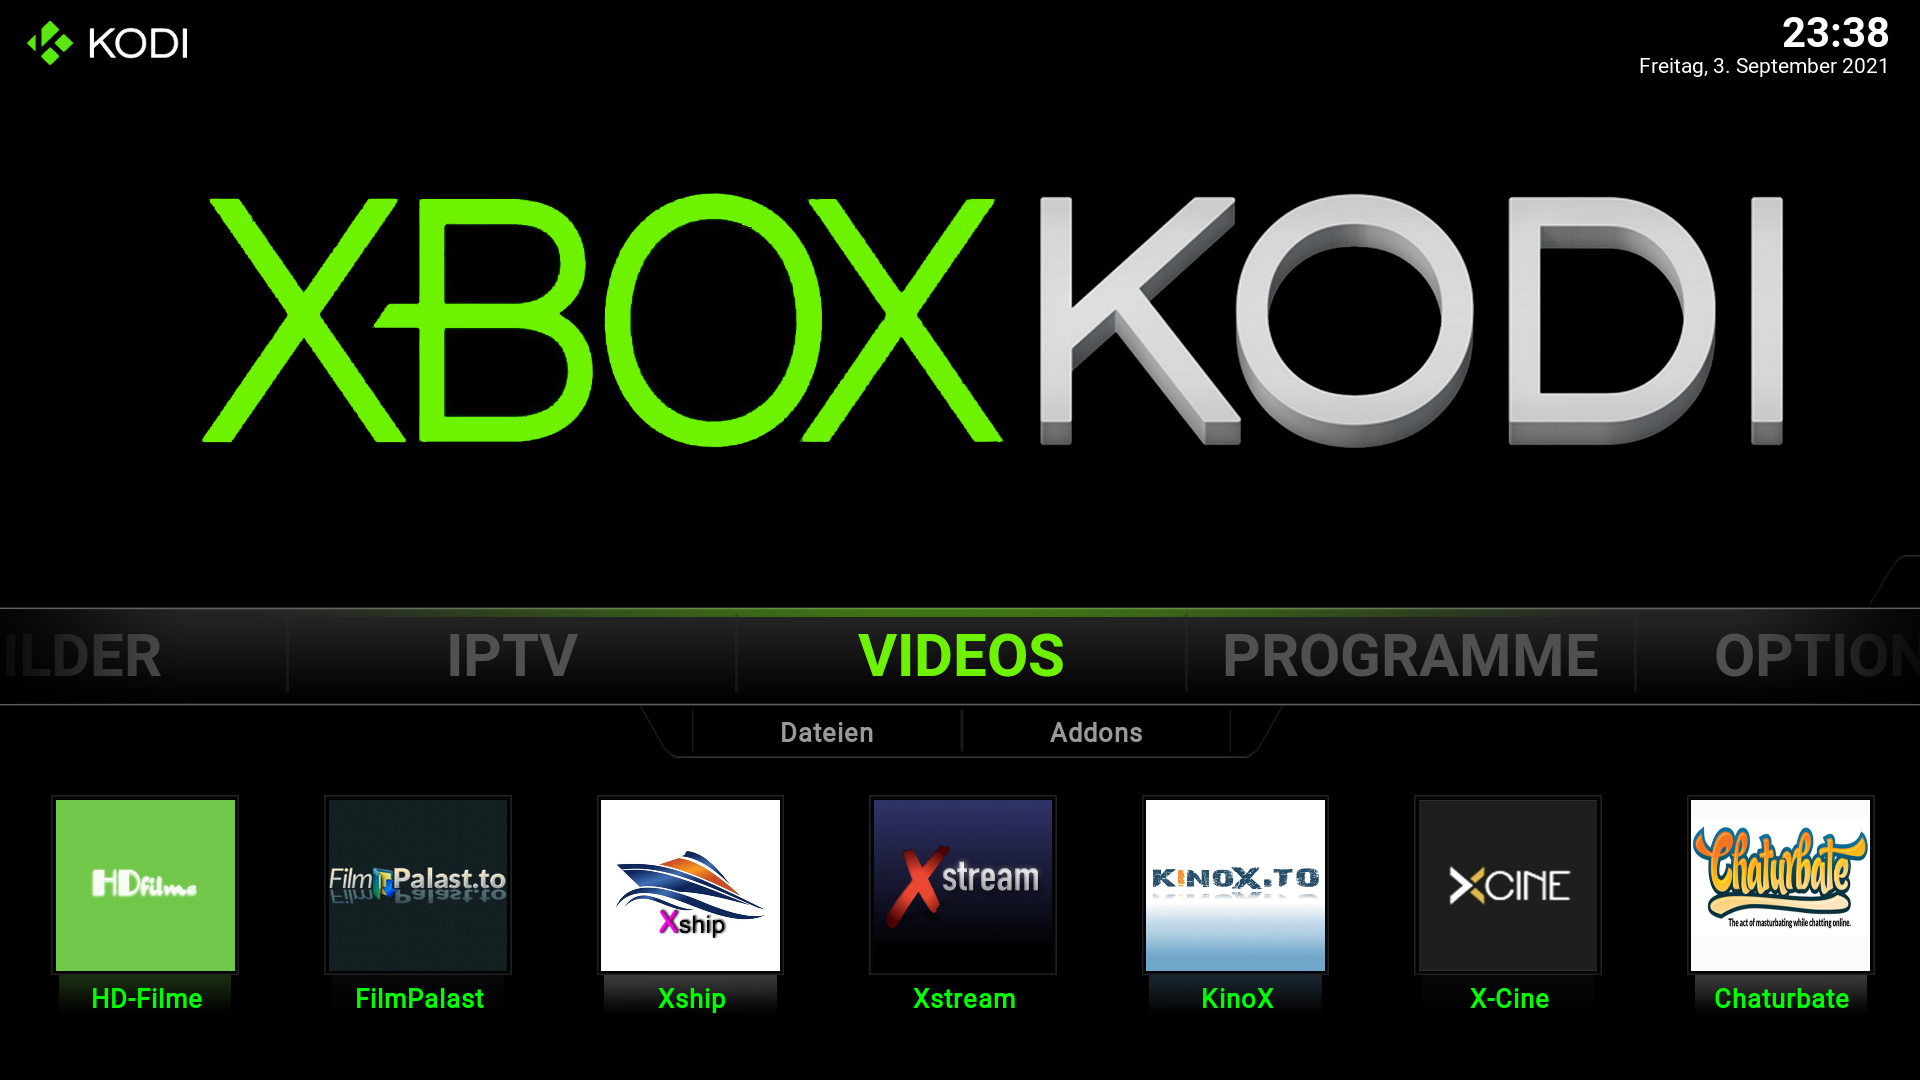 KODI
23:38
Freitag, 3. September 2021
XBOX KODI
ILDER IPTV VIDEOS PROGRAMME OPTION
Dateien Addons
HDfilme
FilmPalast.to
Xship
Xstream
KINOX.TO
XCINE
Chaturbate
The act of masturbating while chatting online.
HD-Filme FilmPalast Xship Xstream KinoX X-Cine Chaturbate